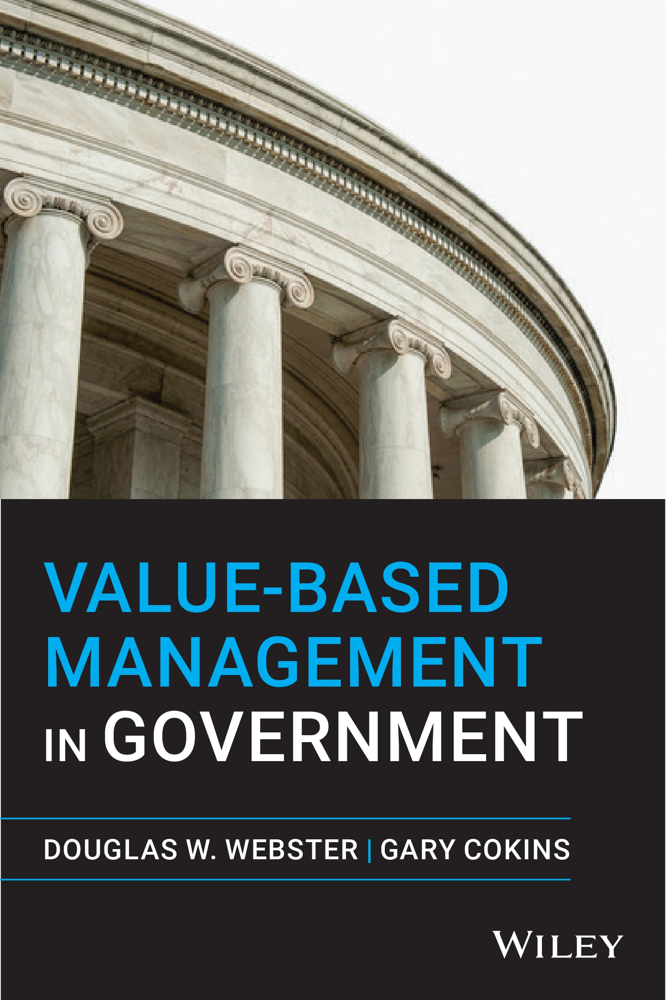 VALUE-BASED
MANAGEMENT
IN GOVERNMENT
DOUGLAS W. WEBSTER | GARY COKINS
WILEY